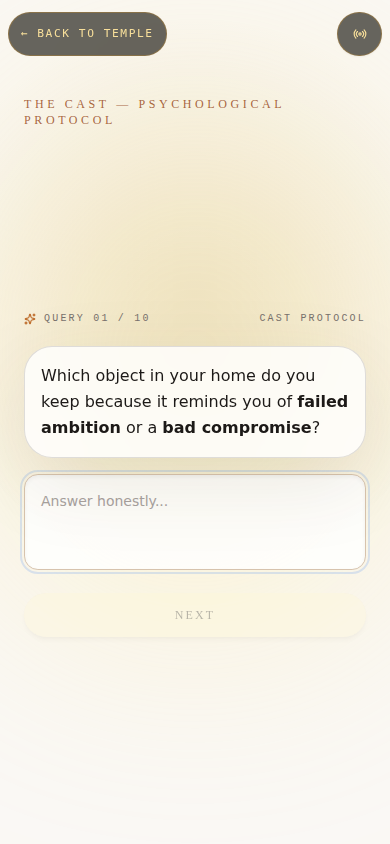 ← BACK TO TEMPLE
THE CAST — PSYCHOLOGICAL
PROTOCOL
QUERY 01 / 10 CAST PROTOCOL
Which object in your home do you
keep because it reminds you of failed
ambition or a bad compromise?
Answer honestly...
NEXT